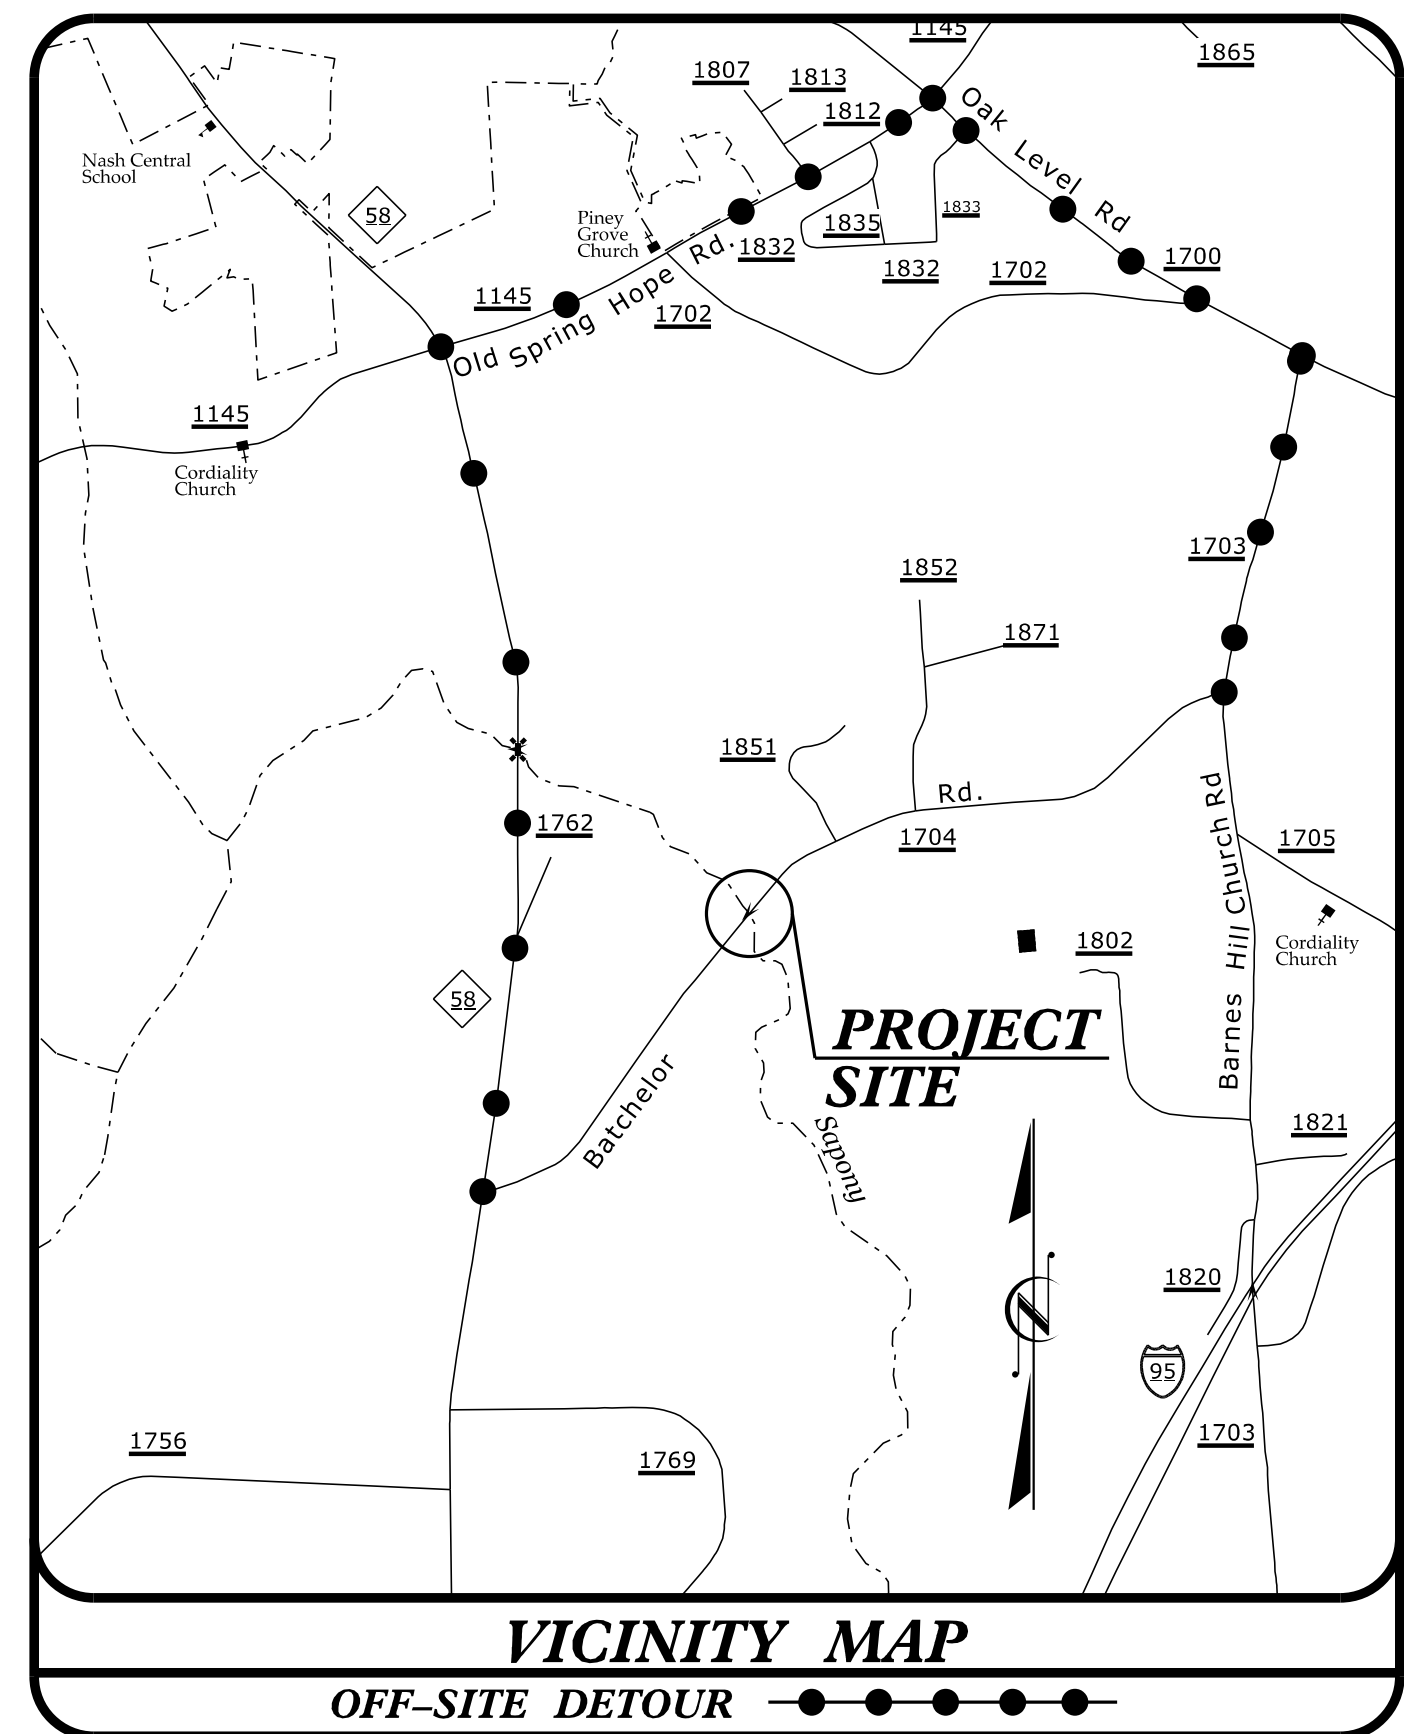 1145
1865
1807
1813
1812
Oak Level Rd
Nash Central
School
58
Piney
Grove
Church
1835
1833
1832
1832
1700
1702
1145
1702
Old Spring Hope Rd.
1145
Cordiality
Church
1703
1852
1871
1851
Rd.
1762
1704
1705
Barnes Hill Church Rd
1802
Cordiality
Church
58
PROJECT
SITE
Batchelor
Sapony
1821
1820
N
95
1703
1756
1769
VICINITY MAP
OFF–SITE DETOUR